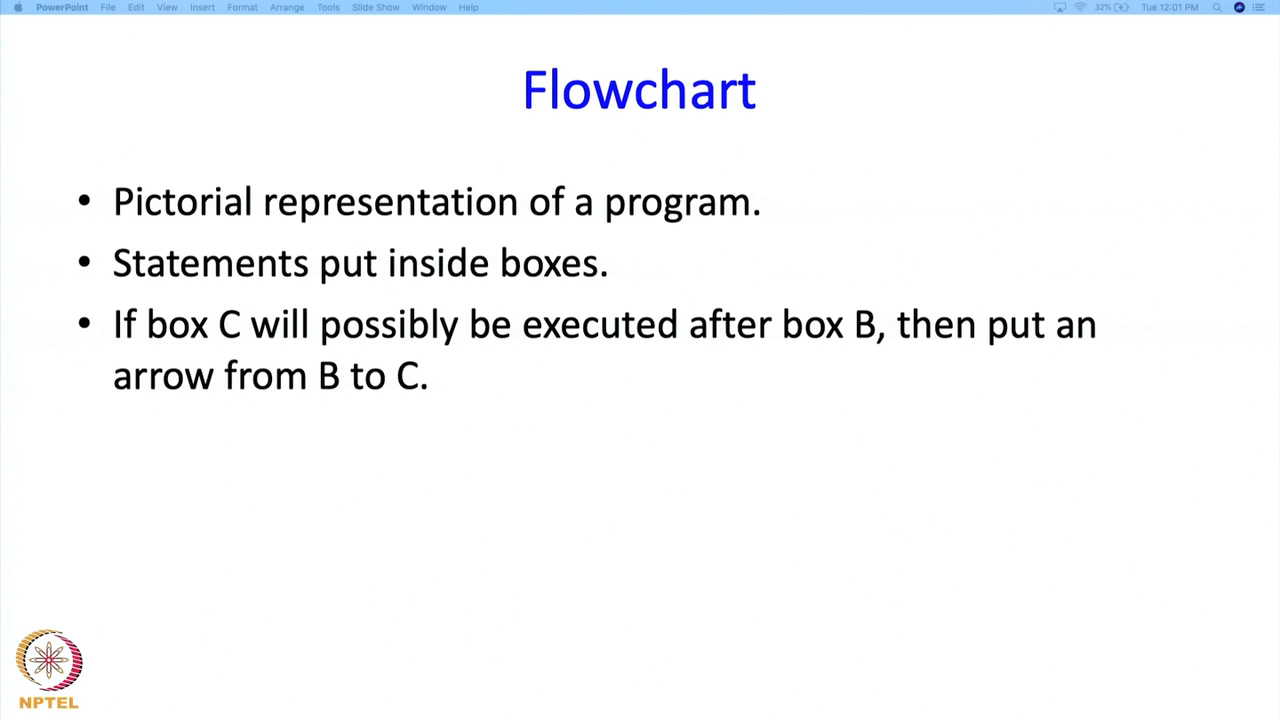 PowerPoint File Edit View Insert Format Arrange Tools Slide Show Window Help 32% Tue 12:01 PM
Flowchart
• Pictorial representation of a program.
• Statements put inside boxes.
• If box C will possibly be executed after box B, then put an
arrow from B to C.
NPTEL